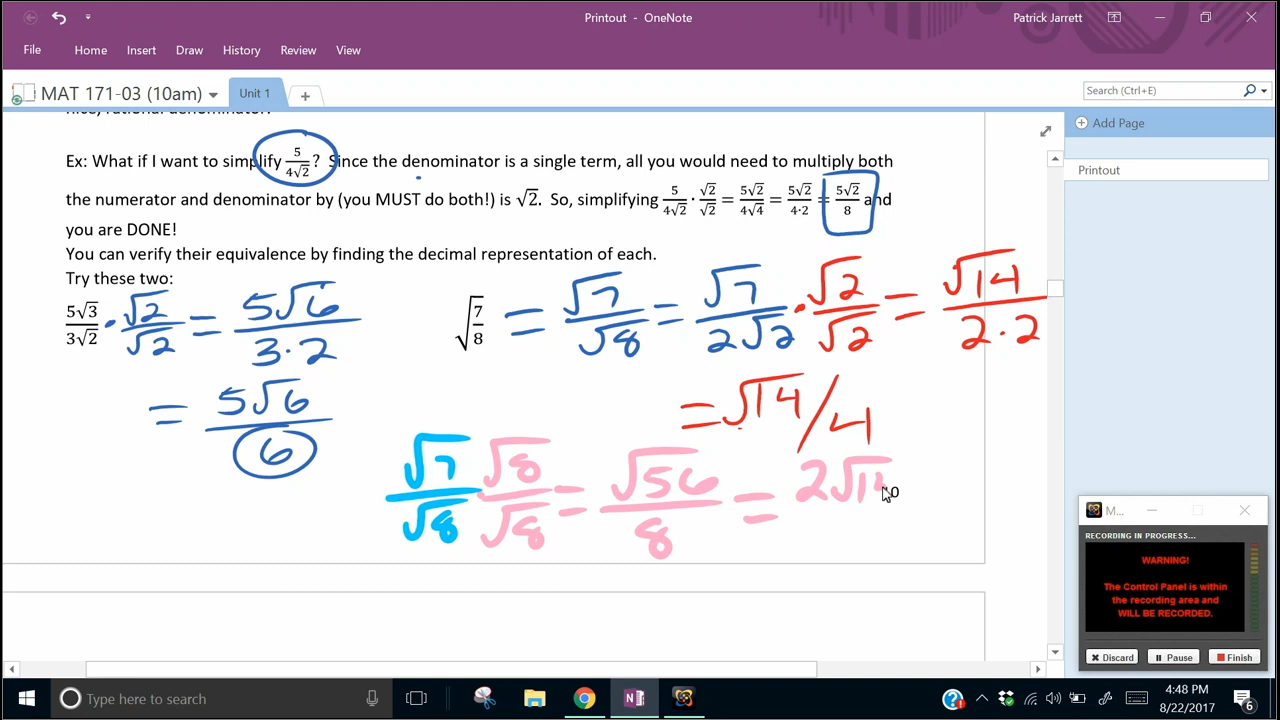 Printout - OneNote
Patrick Jarrett
File Home Insert Draw History Review View
MAT 171-03 (10am) Unit 1 +
Search (Ctrl+E)
Add Page
Printout
Ex: What if I want to simplify 5/4√2? Since the denominator is a single term, all you would need to multiply both
the numerator and denominator by (you MUST do both!) is √2. So, simplifying 5/4√2 · √2/√2 = 5√2/4√4 = 5√2/4·2 = 5√2/8 and
you are DONE!
You can verify their equivalence by finding the decimal representation of each.
Try these two:
5√3/3√2 · √2/√2 = 5√6/3·2
= 5√6/6
√7/8 = √7/√8 = √7/2√2 · √2/√2 = √14/2·2
= √14/4
√7/√8 √8/√8 = √56/8 = 2√14
M...
RECORDING IN PROGRESS...
WARNING!
The Control Panel is within
the recording area and
WILL BE RECORDED.
Discard Pause Finish
Type here to search
4:48 PM
8/22/2017
6